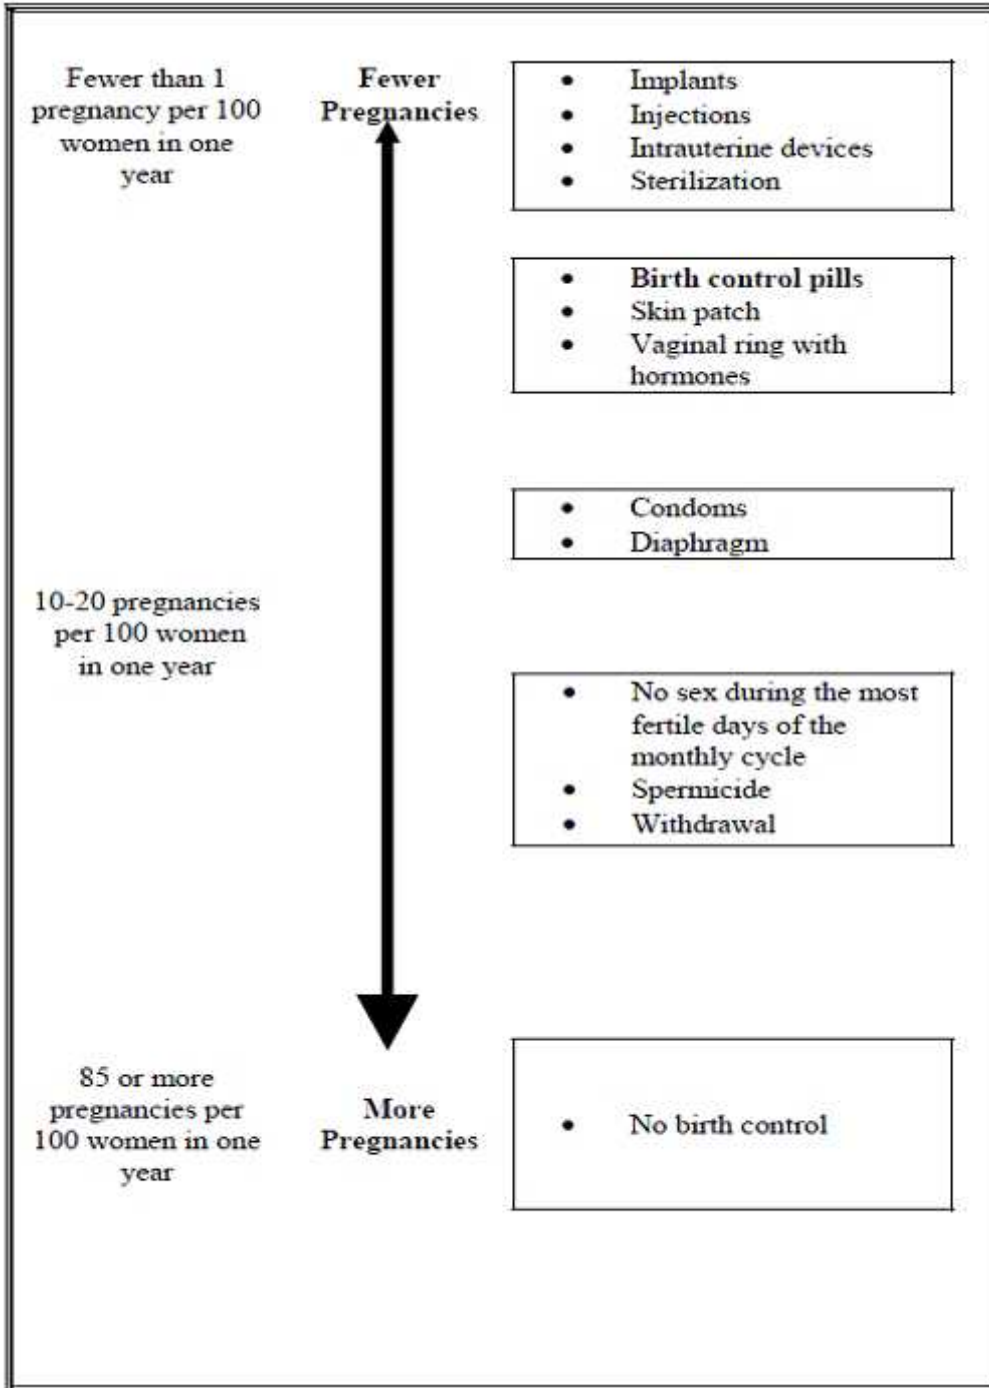 Fewer than 1
pregnancy per 100
women in one
year
Fewer
Pregnancies
• Implants
• Injections
• Intrauterine devices
• Sterilization
• Birth control pills
• Skin patch
• Vaginal ring with
hormones
• Condoms
• Diaphragm
10-20 pregnancies
per 100 women
in one year
• No sex during the most
fertile days of the
monthly cycle
• Spermicide
• Withdrawal
85 or more
pregnancies per
100 women in one
year
More
Pregnancies
• No birth control